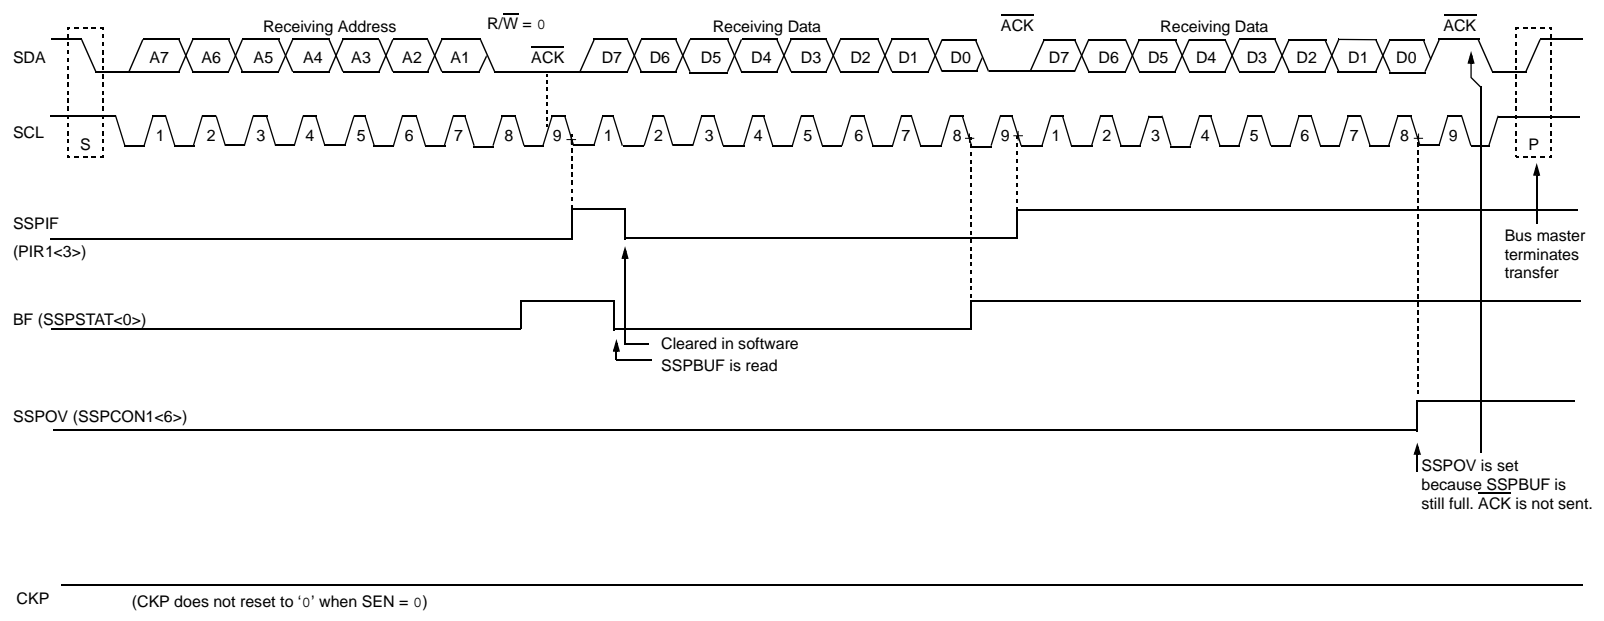 Receiving Address R/W = 0 Receiving Data ACK Receiving Data ACK
SDA A7 A6 A5 A4 A3 A2 A1 ACK D7 D6 D5 D4 D3 D2 D1 D0 D7 D6 D5 D4 D3 D2 D1 D0
SCL S 1 2 3 4 5 6 7 8 9 1 2 3 4 5 6 7 8 9 1 2 3 4 5 6 7 8 9 P
SSPIF
(PIR1<3>)
Bus master
terminates
transfer
BF (SSPSTAT<0>)
Cleared in software
SSPBUF is read
SSPOV (SSPCON1<6>)
SSPOV is set
because SSPBUF is
still full. ACK is not sent.
CKP (CKP does not reset to ‘0’ when SEN = 0)